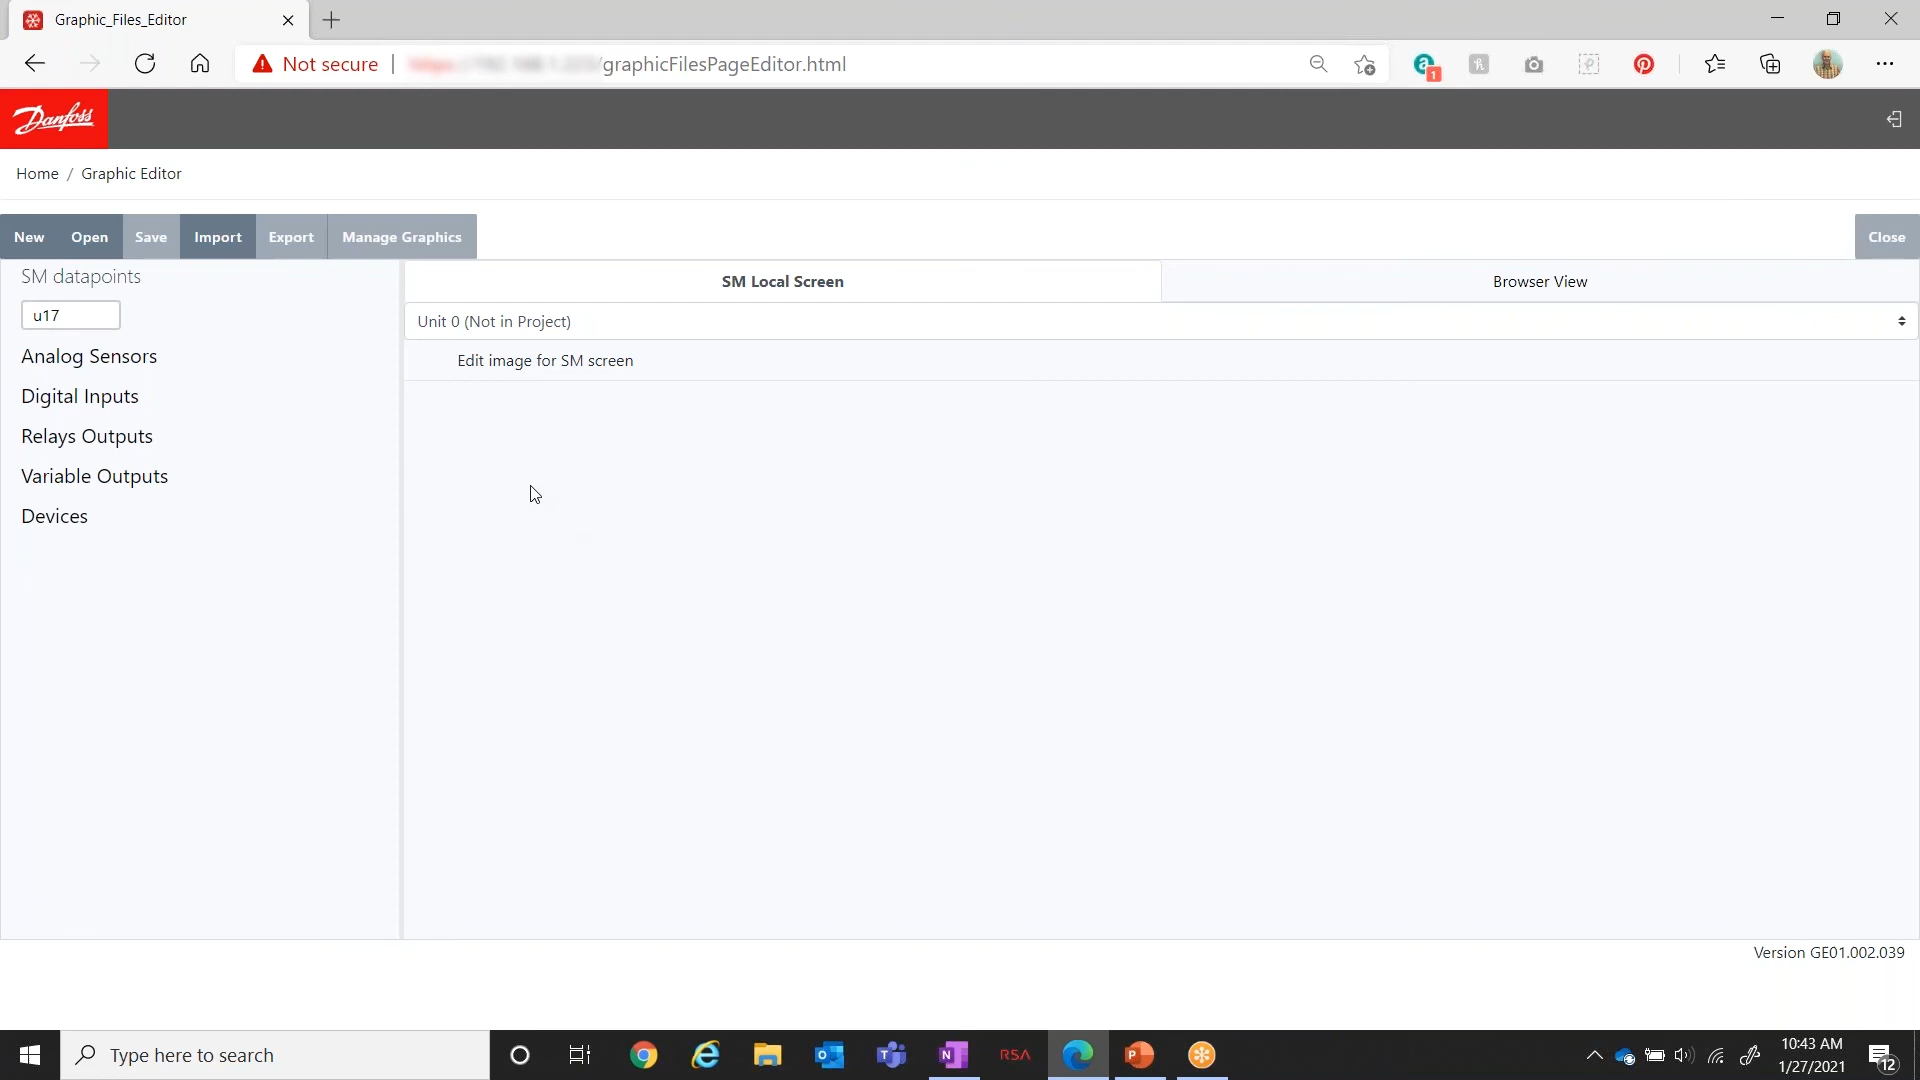 Graphic_Files_Editor
Not secure
/graphicFilesPageEditor.html
1
Danfoss
Home / Graphic Editor
New Open Save Import Export Manage Graphics Close
SM datapoints
u17
Analog Sensors
Digital Inputs
Relays Outputs
Variable Outputs
Devices
SM Local Screen
Browser View
Unit 0 (Not in Project)
Edit image for SM screen
Version GE01.002.039
Type here to search
RSA
10:43 AM
1/27/2021
12